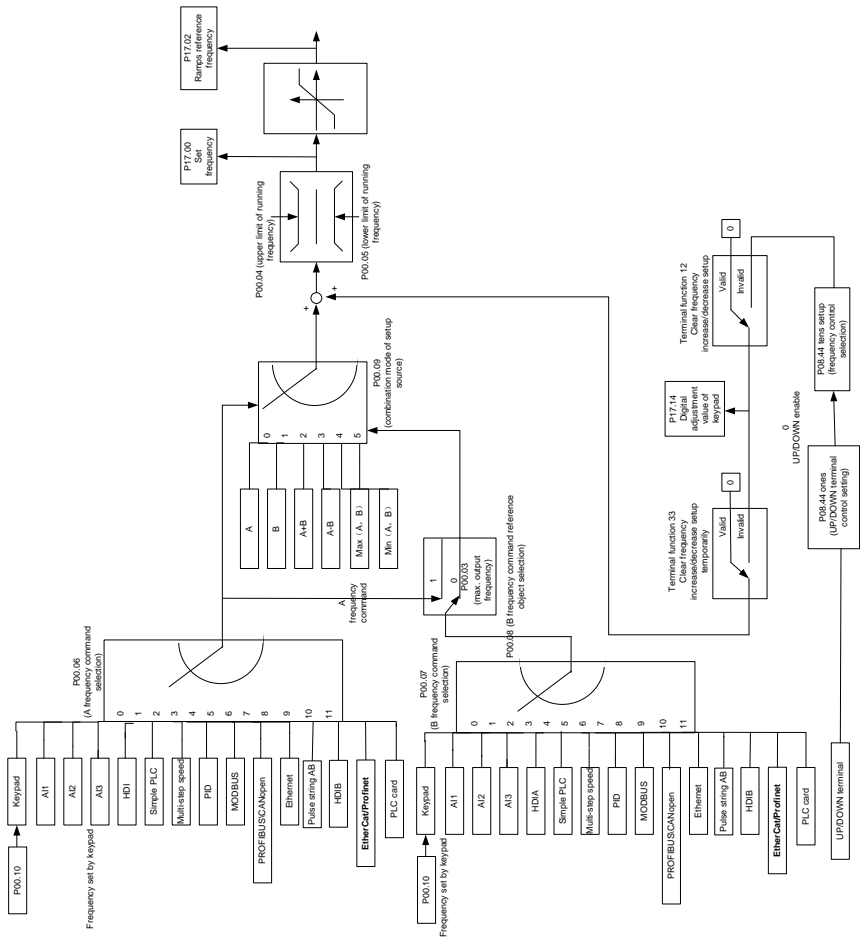 P17.02
Ramps reference
frequency
P17.00
Set
frequency
P00.04 (upper limit of running
frequency)
P00.05 (lower limit of running
frequency)
+
+
P00.09
(combination mode of setup
source)
0
1
2
3
4
5
A
B
A+B
A-B
Max（A，B）
Min（A，B）
A
frequency
command
1
0
P00.03
(max. output
frequency)
P00.08 (B frequency command reference
object selection)
P00.06
(A frequency command
selection)
0
1
2
3
4
5
6
7
8
9
10
11
P00.10
Frequency set by keypad
Keypad
AI1
AI2
AI3
HDI
Simple PLC
Multi-step speed
PID
MODBUS
PROFIBUS\CANopen
Ethernet
Pulse string AB
HDIB
EtherCat/Profinet
PLC card
P00.07
(B frequency command
selection)
0
1
2
3
4
5
6
7
8
9
10
11
P00.10
Frequency set by keypad
Keypad
AI1
AI2
AI3
HDIA
Simple PLC
Multi-step speed
PID
MODBUS
PROFIBUS\CANopen
Ethernet
Pulse string AB
HDIB
EtherCat/Profinet
PLC card
Terminal function 12
Clear frequency
increase/decrease setup
Valid
Invalid
0
P17.14
Digital
adjustment
value of
keypad
Terminal function 33
Clear frequency
increase/decrease setup
temporarily
Valid
Invalid
0
UP/DOWN terminal
P08.44 ones
(UP/DOWN terminal
control setting)
0
UP/DOWN enable
P08.44 tens setup
(frequency control
selection)